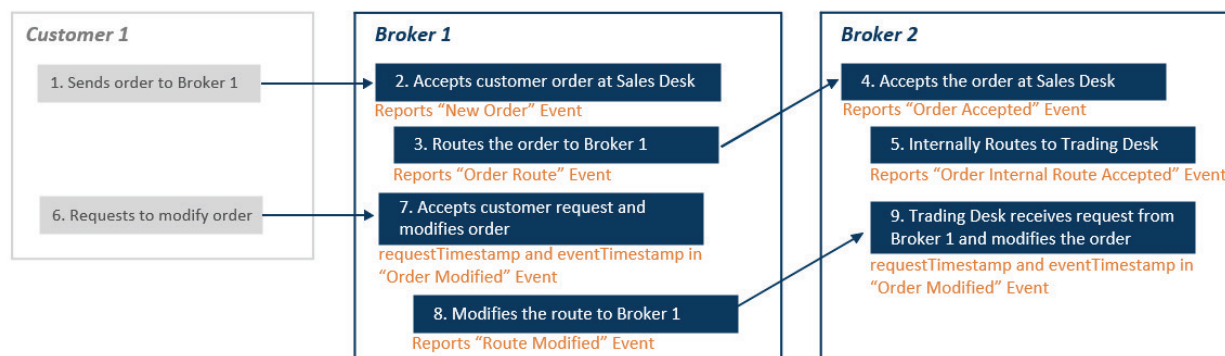 Customer 1
1. Sends order to Broker 1
6. Requests to modify order
Broker 1
2. Accepts customer order at Sales Desk
Reports “New Order” Event
3. Routes the order to Broker 1
Reports “Order Route” Event
7. Accepts customer request and
modifies order
requestTimestamp and eventTimestamp in
“Order Modified” Event
8. Modifies the route to Broker 1
Reports “Route Modified” Event
Broker 2
4. Accepts the order at Sales Desk
Reports “Order Accepted” Event
5. Internally Routes to Trading Desk
Reports “Order Internal Route Accepted” Event
9. Trading Desk receives request from
Broker 1 and modifies the order
requestTimestamp and eventTimestamp in
“Order Modified” Event